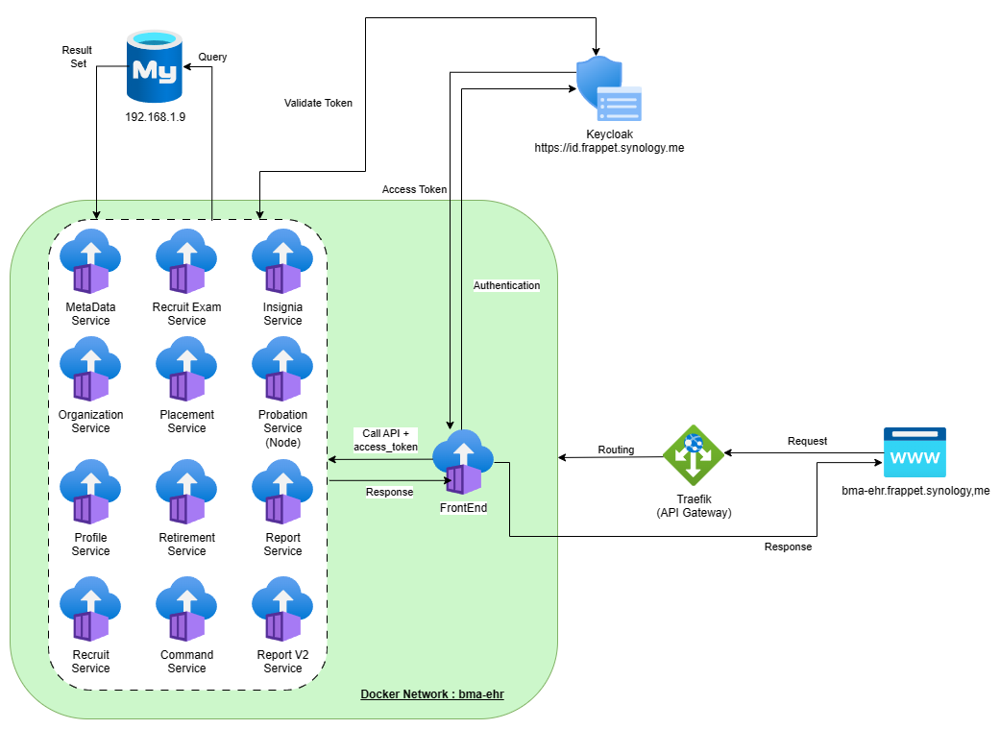 Result
Set
Query
My
192.168.1.9
Validate Token
Keycloak
https://id.frappet.synology.me
Access Token
Authentication
MetaData
Service
Recruit Exam
Service
Insignia
Service
Organization
Service
Placement
Service
Probation
Service
(Node)
Call API +
access_token
Response
FrontEnd
Routing
Traefik
(API Gateway)
Request
www
bma-ehr.frappet.synology,me
Response
Profile
Service
Retirement
Service
Report
Service
Recruit
Service
Command
Service
Report V2
Service
Docker Network : bma-ehr